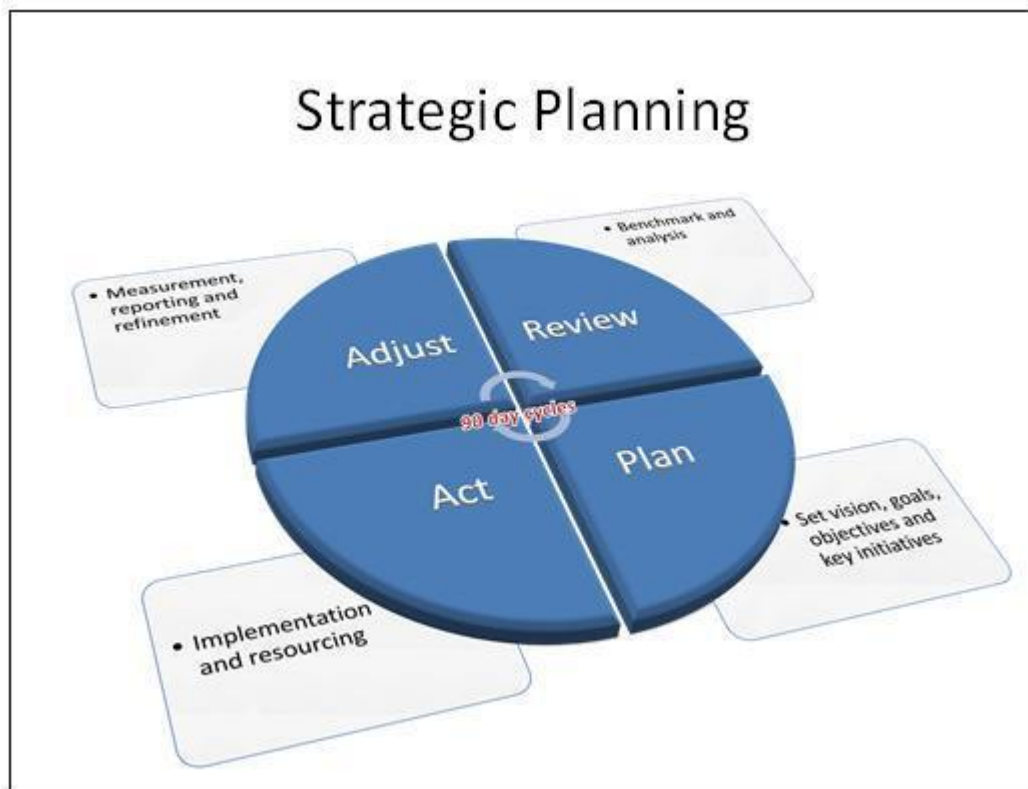 Strategic Planning
• Benchmark and
analysis
• Measurement,
reporting and
refinement
Adjust
Review
90 day cycles
Act
Plan
• Set vision, goals,
objectives and
key initiatives
• Implementation
and resourcing